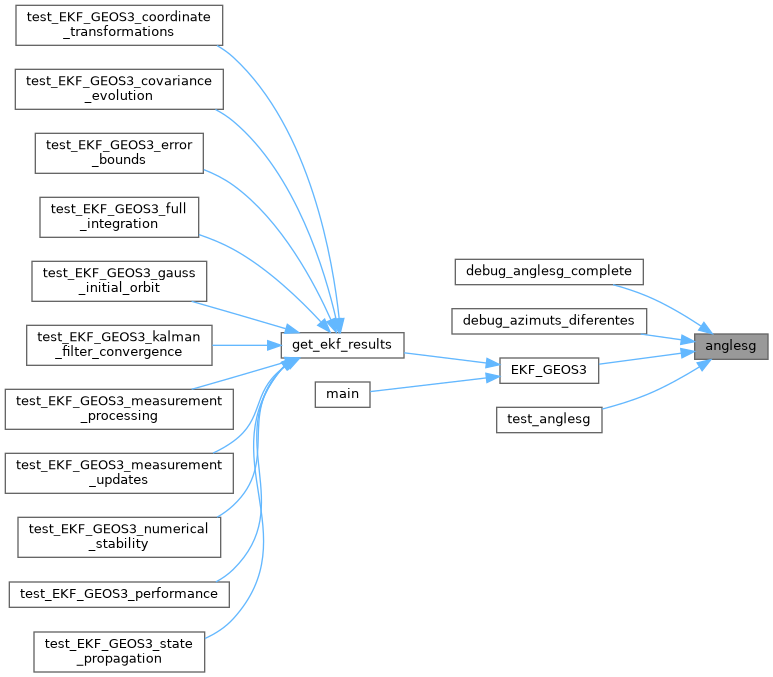 test_EKF_GEOS3_coordinate
_transformations
test_EKF_GEOS3_covariance
_evolution
test_EKF_GEOS3_error
_bounds
test_EKF_GEOS3_full
_integration
test_EKF_GEOS3_gauss
_initial_orbit
test_EKF_GEOS3_kalman
_filter_convergence
test_EKF_GEOS3_measurement
_processing
test_EKF_GEOS3_measurement
_updates
test_EKF_GEOS3_numerical
_stability
test_EKF_GEOS3_performance
test_EKF_GEOS3_state
_propagation
get_ekf_results
main
debug_anglesg_complete
debug_azimuts_diferentes
EKF_GEOS3
test_anglesg
anglesg